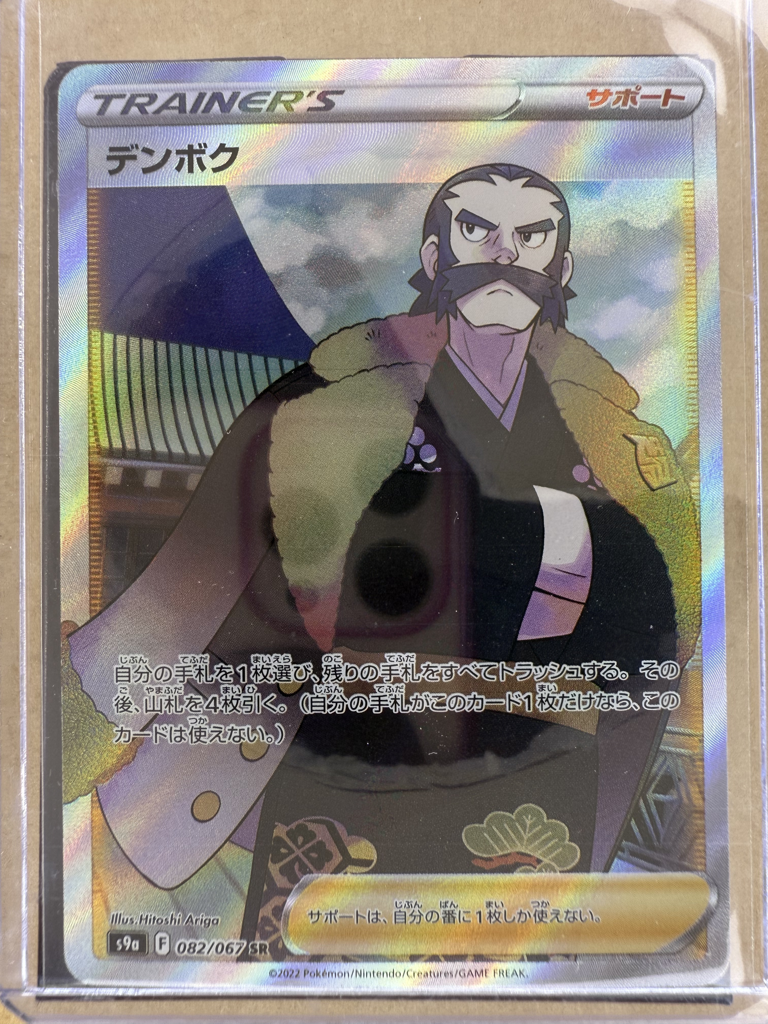 TRAINER'S サポート
デンボク
自分の手札を1枚選び、残りの手札をすべてトラッシュする。その
後、山札を4枚引く。（自分の手札がこのカード1枚だけなら、この
カードは使えない。）
サポートは、自分の番に1枚しか使えない。
Illus.Hitoshi Ariga
s9a F 082/067 SR
©2022 Pokémon/Nintendo/Creatures/GAME FREAK.